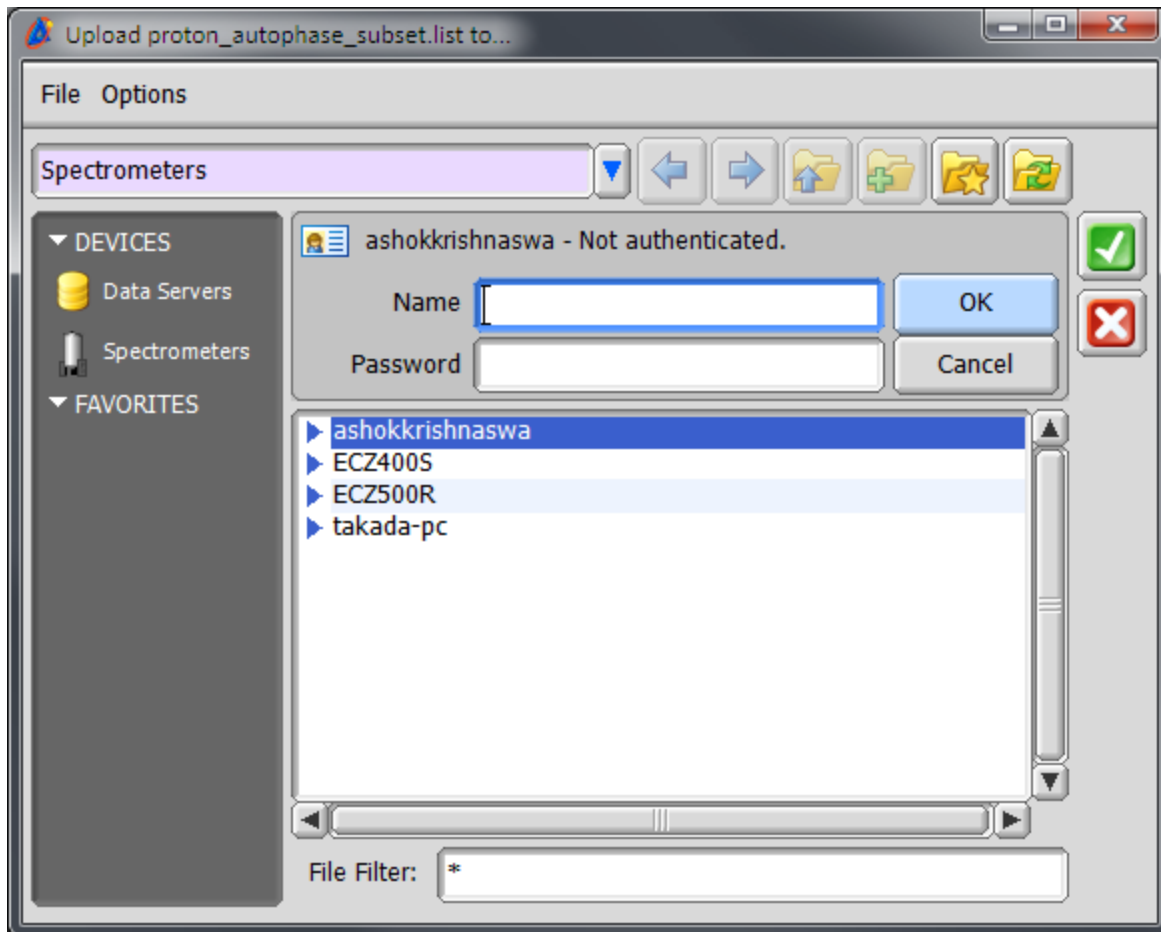 Upload proton_autophase_subset.list to...
File Options
Spectrometers
DEVICES
Data Servers
Spectrometers
FAVORITES
ashokkrishnaswa - Not authenticated.
Name
OK
Password
Cancel
ashokkrishnaswa
ECZ400S
ECZ500R
takada-pc
File Filter: *